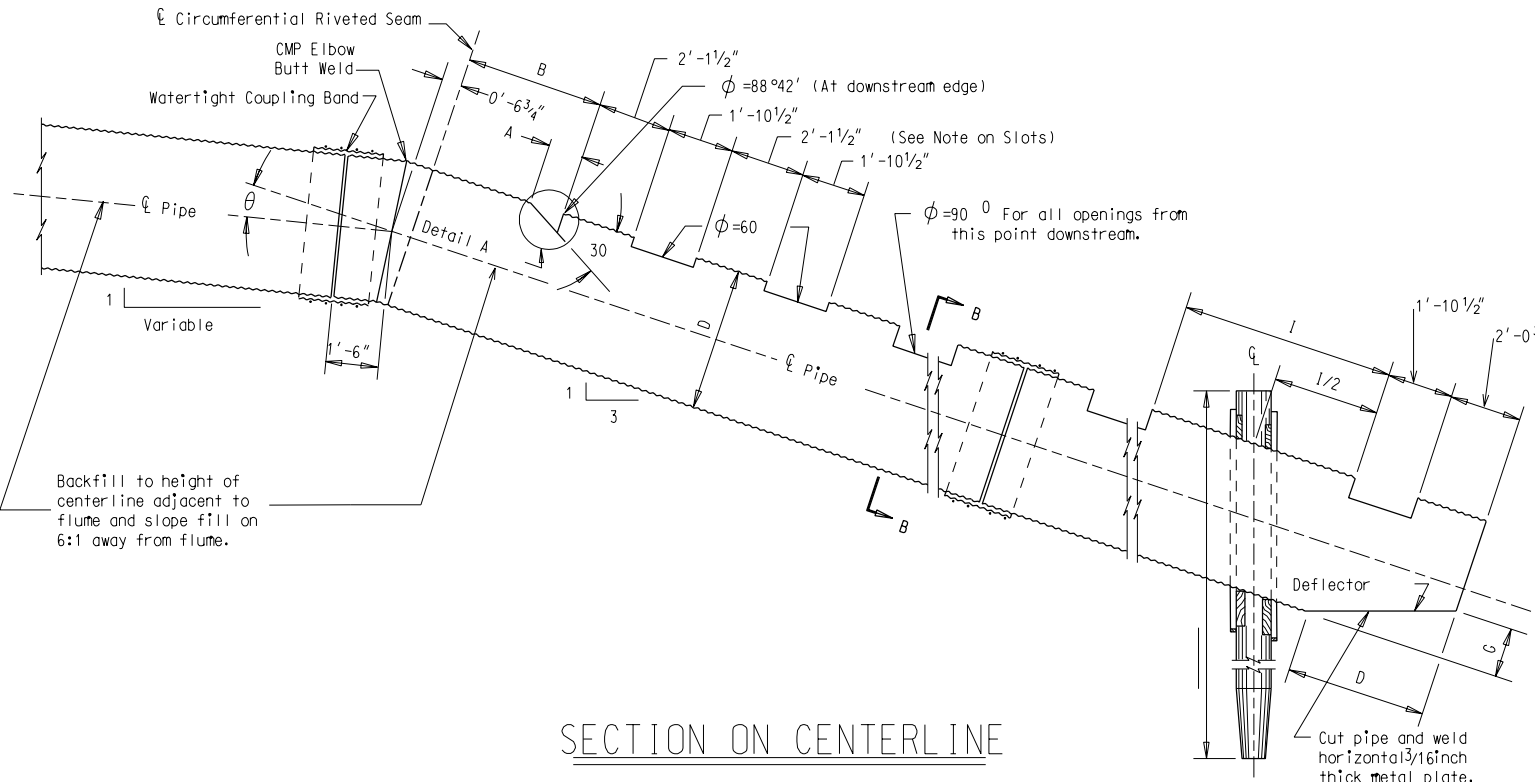 ℄ Circumferential Riveted Seam
CMP Elbow
Butt Weld
Watertight Coupling Band
B
2'-1½"
0'-6¾"
ϕ =88°42' (At downstream edge)
A
1'-10½"
2'-1½" (See Note on Slots)
1'-10½"
θ
℄ Pipe
Detail A
30
ϕ =60
ϕ =90 0 For all openings from
this point downstream.
1
Variable
1'-6"
D
B
℄ Pipe
1
3
I
1'-10½"
℄
I/2
Backfill to height of
centerline adjacent to
flume and slope fill on
6:1 away from flume.
B
Deflector
G
D
SECTION ON CENTERLINE
Cut pipe and weld
horizontal 3/16inch
thick metal plate.